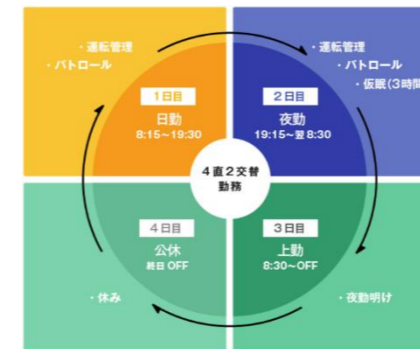 ・運転管理
・パトロール
1日目
日勤
8:15～19:30
・運転管理
・パトロール
・仮眠(3時間
2日目
夜勤
19:15～翌8:30
4直2交替
勤務
4日目
公休
終日 OFF
・休み
3日目
上勤
8:30～OFF
・夜勤明け